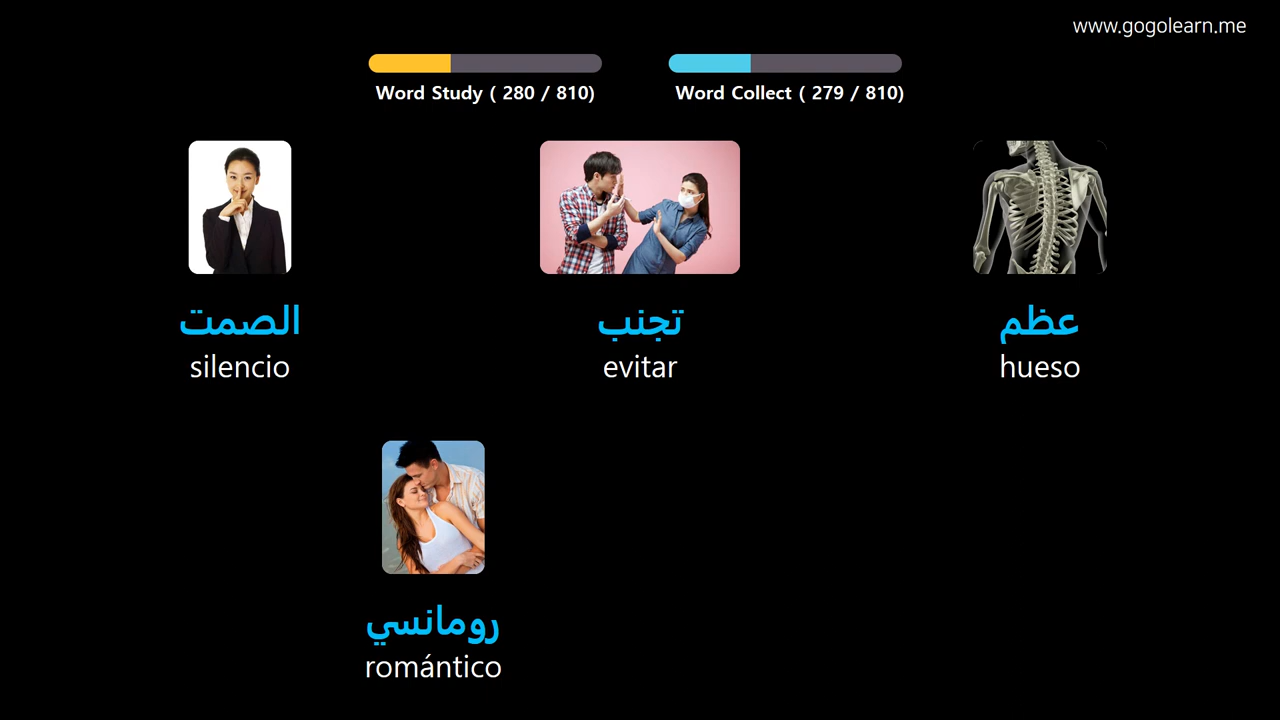 www.gogolearn.me
Word Study ( 280 / 810)
Word Collect ( 279 / 810)
الصمت
silencio
تجنب
evitar
عظم
hueso
رومانسي
romántico